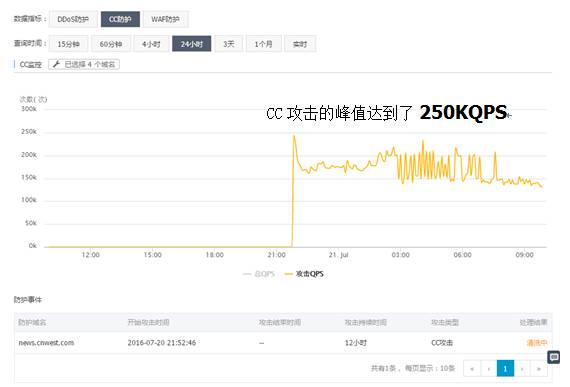 数据指标： DDoS防护 CC防护 WAF防护
查询时间： 15分钟 60分钟 4小时 24小时 3天 1个月 实时
CC监控 已选择 4 个域名
次数( 次)
CC 攻击的峰值达到了 250KQPS
300k
250k
200k
150k
100k
50k
0k
12:00 15:00 18:00 21:00 21. Jul 03:00 06:00 09:00
总QPS 攻击QPS
防护事件
防护域名 开始攻击时间 攻击结束时间 攻击持续时间 攻击类型 处理结果
news.cnwest.com 2016-07-20 21:52:46 -- 12小时 CC攻击 清洗中
共有1条， 每页显示：10条 « ‹ 1 › »